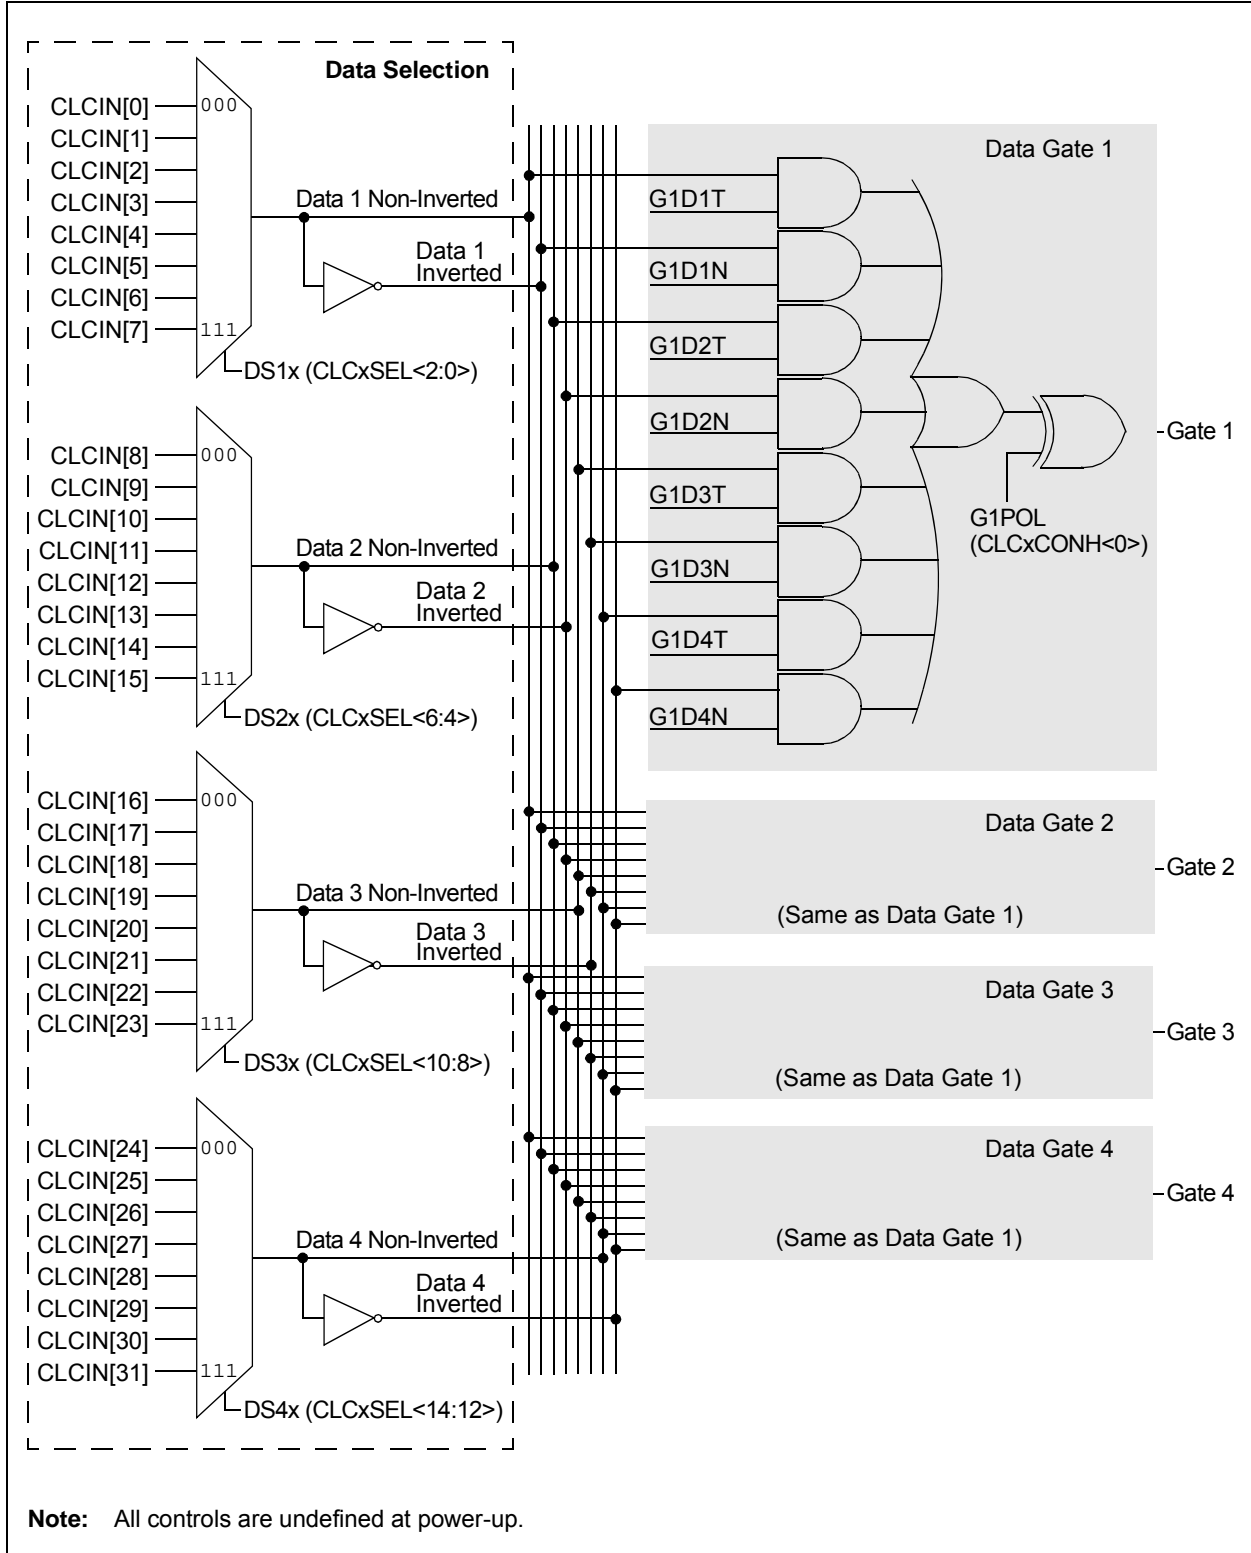 Data Selection
CLCIN[0]
CLCIN[1]
CLCIN[2]
CLCIN[3]
CLCIN[4]
CLCIN[5]
CLCIN[6]
CLCIN[7]
000
111
Data 1 Non-Inverted
Data 1
Inverted
DS1x (CLCxSEL<2:0>)
CLCIN[8]
CLCIN[9]
CLCIN[10]
CLCIN[11]
CLCIN[12]
CLCIN[13]
CLCIN[14]
CLCIN[15]
000
111
Data 2 Non-Inverted
Data 2
Inverted
DS2x (CLCxSEL<6:4>)
CLCIN[16]
CLCIN[17]
CLCIN[18]
CLCIN[19]
CLCIN[20]
CLCIN[21]
CLCIN[22]
CLCIN[23]
000
111
Data 3 Non-Inverted
Data 3
Inverted
DS3x (CLCxSEL<10:8>)
CLCIN[24]
CLCIN[25]
CLCIN[26]
CLCIN[27]
CLCIN[28]
CLCIN[29]
CLCIN[30]
CLCIN[31]
000
111
Data 4 Non-Inverted
Data 4
Inverted
DS4x (CLCxSEL<14:12>)
Data Gate 1
G1D1T
G1D1N
G1D2T
G1D2N
G1D3T
G1D3N
G1D4T
G1D4N
G1POL
(CLCxCONH<0>)
Gate 1
Data Gate 2
(Same as Data Gate 1)
Gate 2
Data Gate 3
(Same as Data Gate 1)
Gate 3
Data Gate 4
(Same as Data Gate 1)
Gate 4
Note: All controls are undefined at power-up.